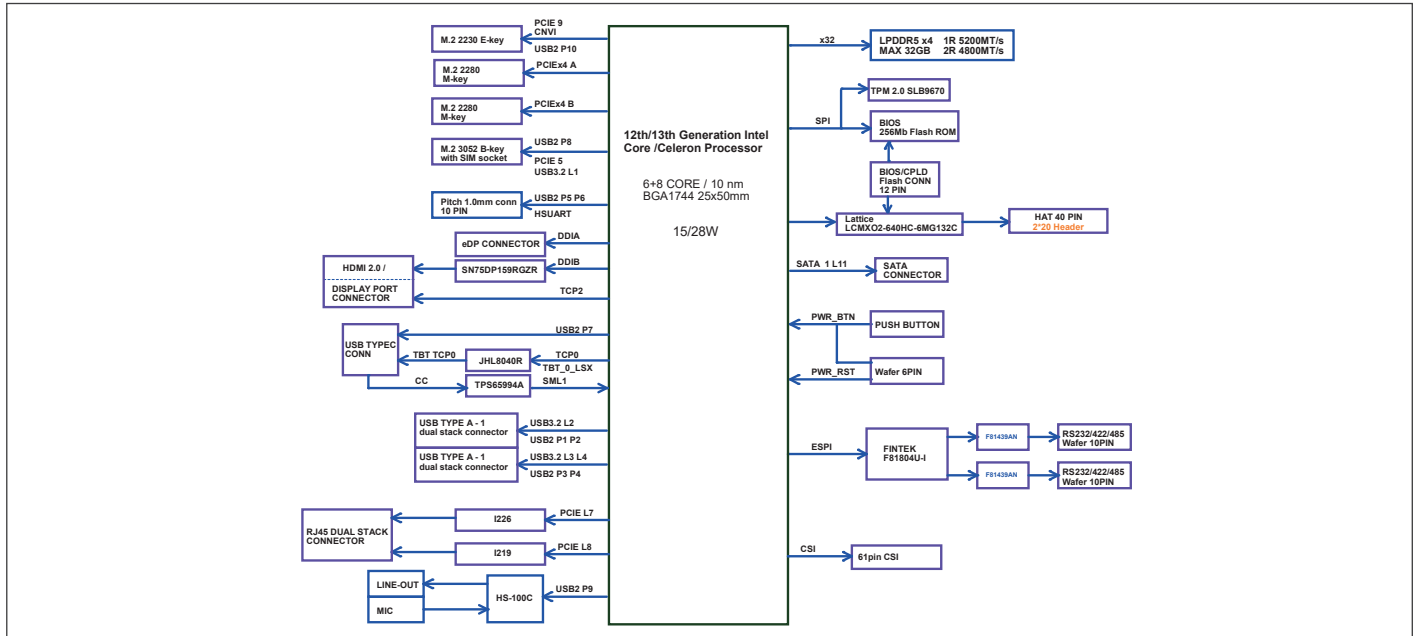 PCIE 9
CNVI
M.2 2230 E-key
USB2 P10
PCIEx4 A
M.2 2280
M-key
PCIEx4 B
M.2 2280
M-key
USB2 P8
M.2 3052 B-key
with SIM socket
PCIE 5
USB3.2 L1
USB2 P5 P6
Pitch 1.0mm conn
10 PIN
HSUART
DDIA
eDP CONNECTOR
DDIB
SN75DP159RGZR
HDMI 2.0 /
DISPLAY PORT
CONNECTOR
TCP2
USB2 P7
USB TYPEC
CONN
TBT TCP0
JHL8040R
TCP0
TBT_0_LSX
CC
TPS65994A
SML1
USB TYPE A - 1
dual stack connector
USB3.2 L2
USB2 P1 P2
USB TYPE A - 1
dual stack connector
USB3.2 L3 L4
USB2 P3 P4
RJ45 DUAL STACK
CONNECTOR
I226
PCIE L7
I219
PCIE L8
LINE-OUT
MIC
HS-100C
USB2 P9
12th/13th Generation Intel
Core /Celeron Processor
6+8 CORE / 10 nm
BGA1744 25x50mm
15/28W
x32
LPDDR5 x4 1R 5200MT/s
MAX 32GB 2R 4800MT/s
TPM 2.0 SLB9670
SPI
BIOS
256Mb Flash ROM
BIOS/CPLD
Flash CONN
12 PIN
Lattice
LCMXO2-640HC-6MG132C
HAT 40 PIN
2*20 Header
SATA 1 L11
SATA
CONNECTOR
PWR_BTN
PUSH BUTTON
PWR_RST
Wafer 6PIN
ESPI
FINTEK
F81804U-I
F81439AN
RS232/422/485
Wafer 10PIN
F81439AN
RS232/422/485
Wafer 10PIN
CSI
61pin CSI